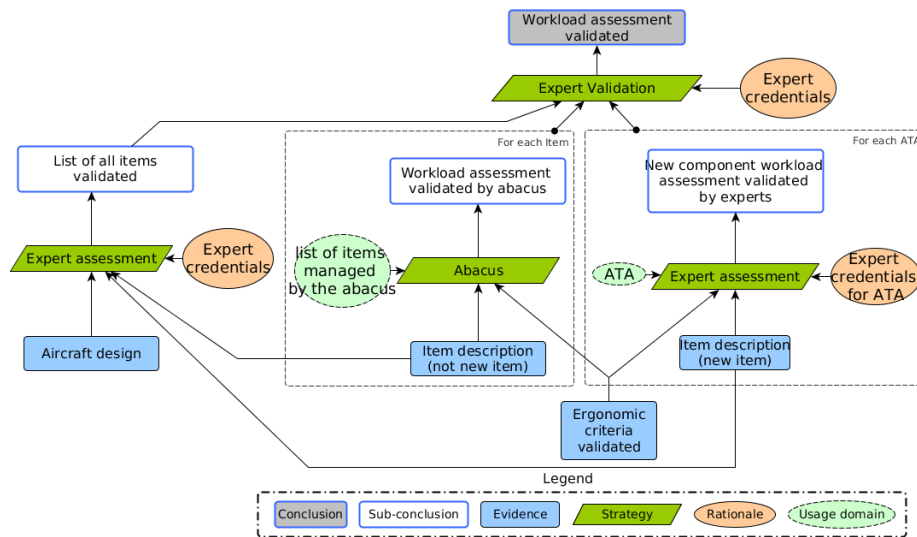 Workload assessment
validated
Expert Validation
Expert
credentials
For each Item
For each ATA
List of all items
validated
Workload assessment
validated by abacus
New component workload
assessment validated
by experts
Expert assessment
Expert
credentials
list of items
managed
by the abacus
Abacus
ATA
Expert assessment
Expert
credentials
for ATA
Aircraft design
Item description
(not new item)
Item description
(new item)
Ergonomic
criteria
validated
Legend
Conclusion
Sub-conclusion
Evidence
Strategy
Rationale
Usage domain